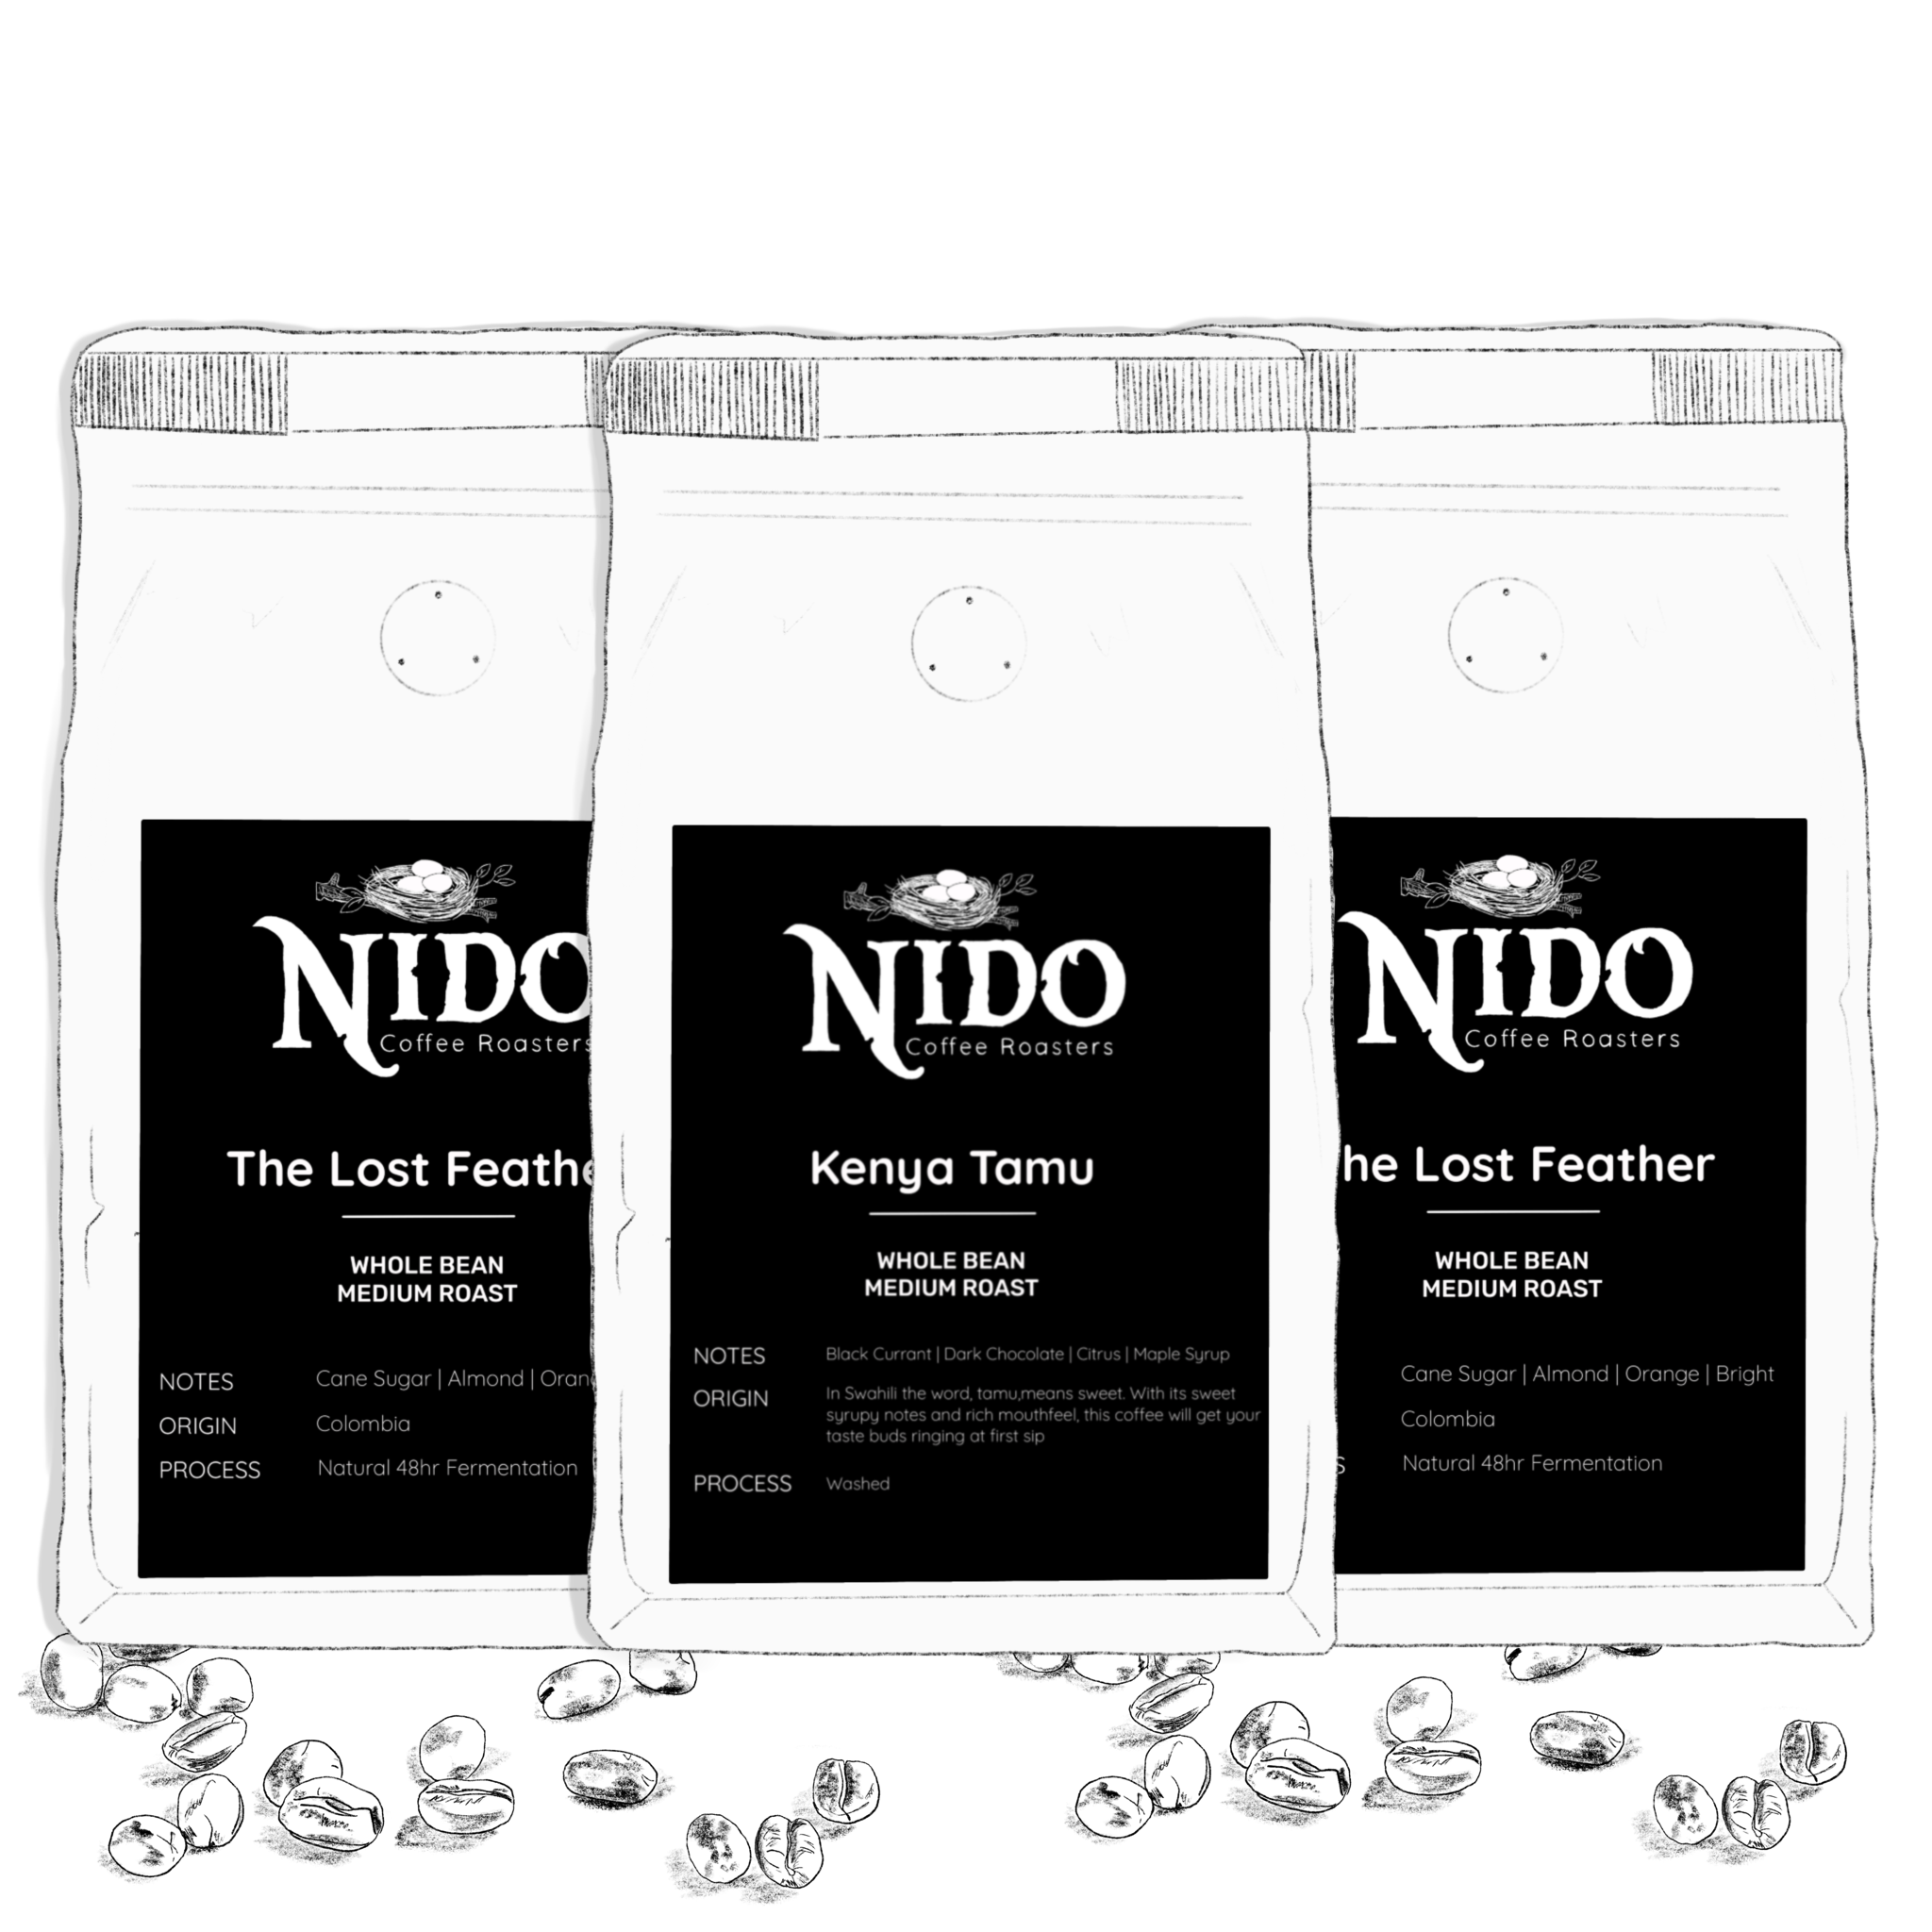 NIDO
Coffee Roasters
The Lost Feathe
WHOLE BEAN
MEDIUM ROAST
NOTES Cane Sugar | Almond | Oran
ORIGIN Colombia
PROCESS Natural 48hr Fermentation
NIDO
Coffee Roasters
Kenya Tamu
WHOLE BEAN
MEDIUM ROAST
NOTES Black Currant | Dark Chocolate | Citrus | Maple Syrup
ORIGIN In Swahili the word, tamu,means sweet. With its sweet
syrupy notes and rich mouthfeel, this coffee will get your
taste buds ringing at first sip
PROCESS Washed
NIDO
Coffee Roasters
he Lost Feather
WHOLE BEAN
MEDIUM ROAST
Cane Sugar | Almond | Orange | Bright
Colombia
S Natural 48hr Fermentation